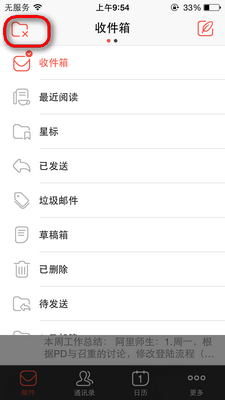 无服务 上午9:54 33%
收件箱
收件箱
最近阅读
星标
已发送
垃圾邮件
草稿箱
已删除
待发送
本周工作总结: 阿里师生: 1.周一, 根
据PD与召重的讨论, 修改登陆流程 (...
邮件 通讯录 1 日历 更多